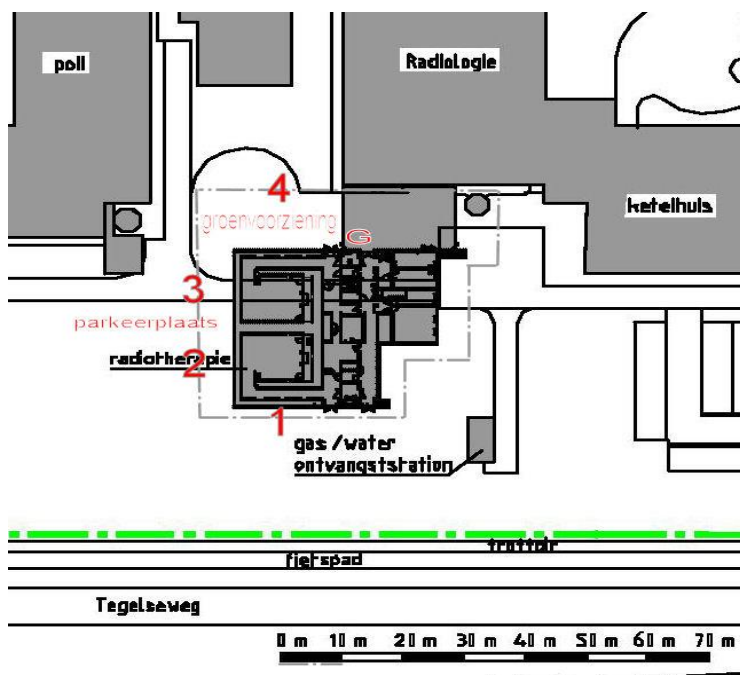 poli
Radiologie
4
groenvoorziening
ketelhuis
G
3
parkeerplaats
radiotherapie
2
1
gas/water
ontvangststation
trottoir
fietspad
Tegelseweg
0 m 10 m 20 m 30 m 40 m 50 m 60 m 70 m